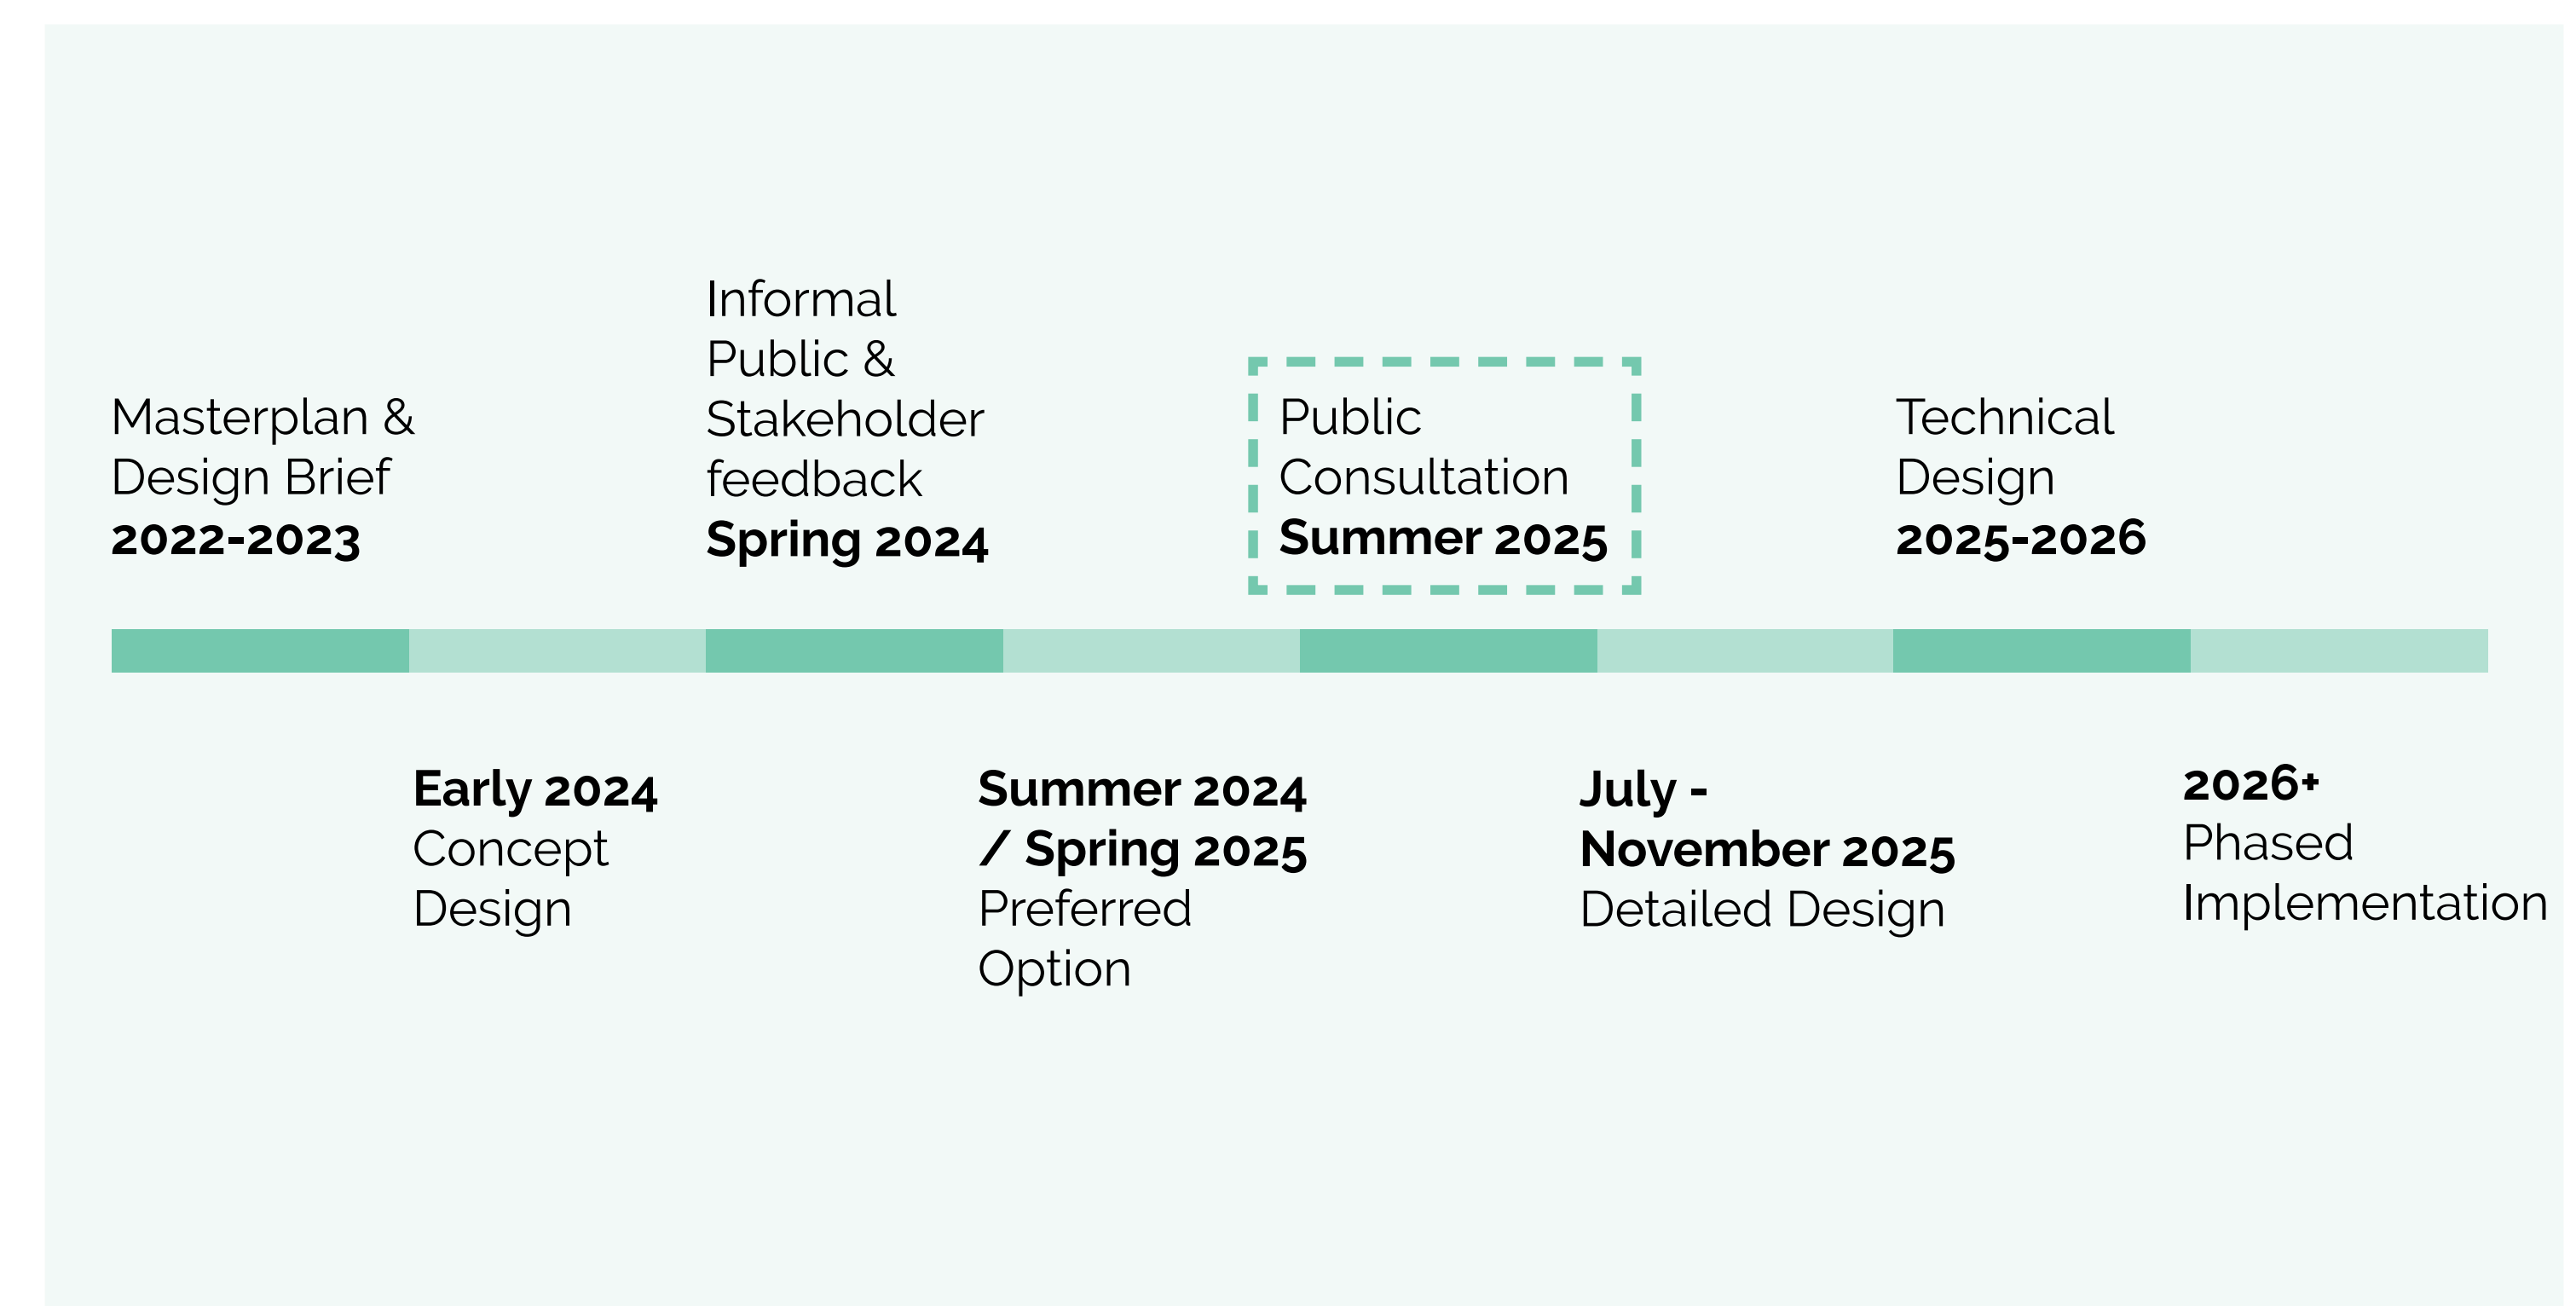 Masterplan &
Design Brief
2022-2023
Early 2024
Concept
Design
Informal
Public &
Stakeholder
feedback
Spring 2024
Summer 2024
/ Spring 2025
Preferred
Option
Public
Consultation
Summer 2025
July -
November 2025
Detailed Design
Technical
Design
2025-2026
2026+
Phased
Implementation